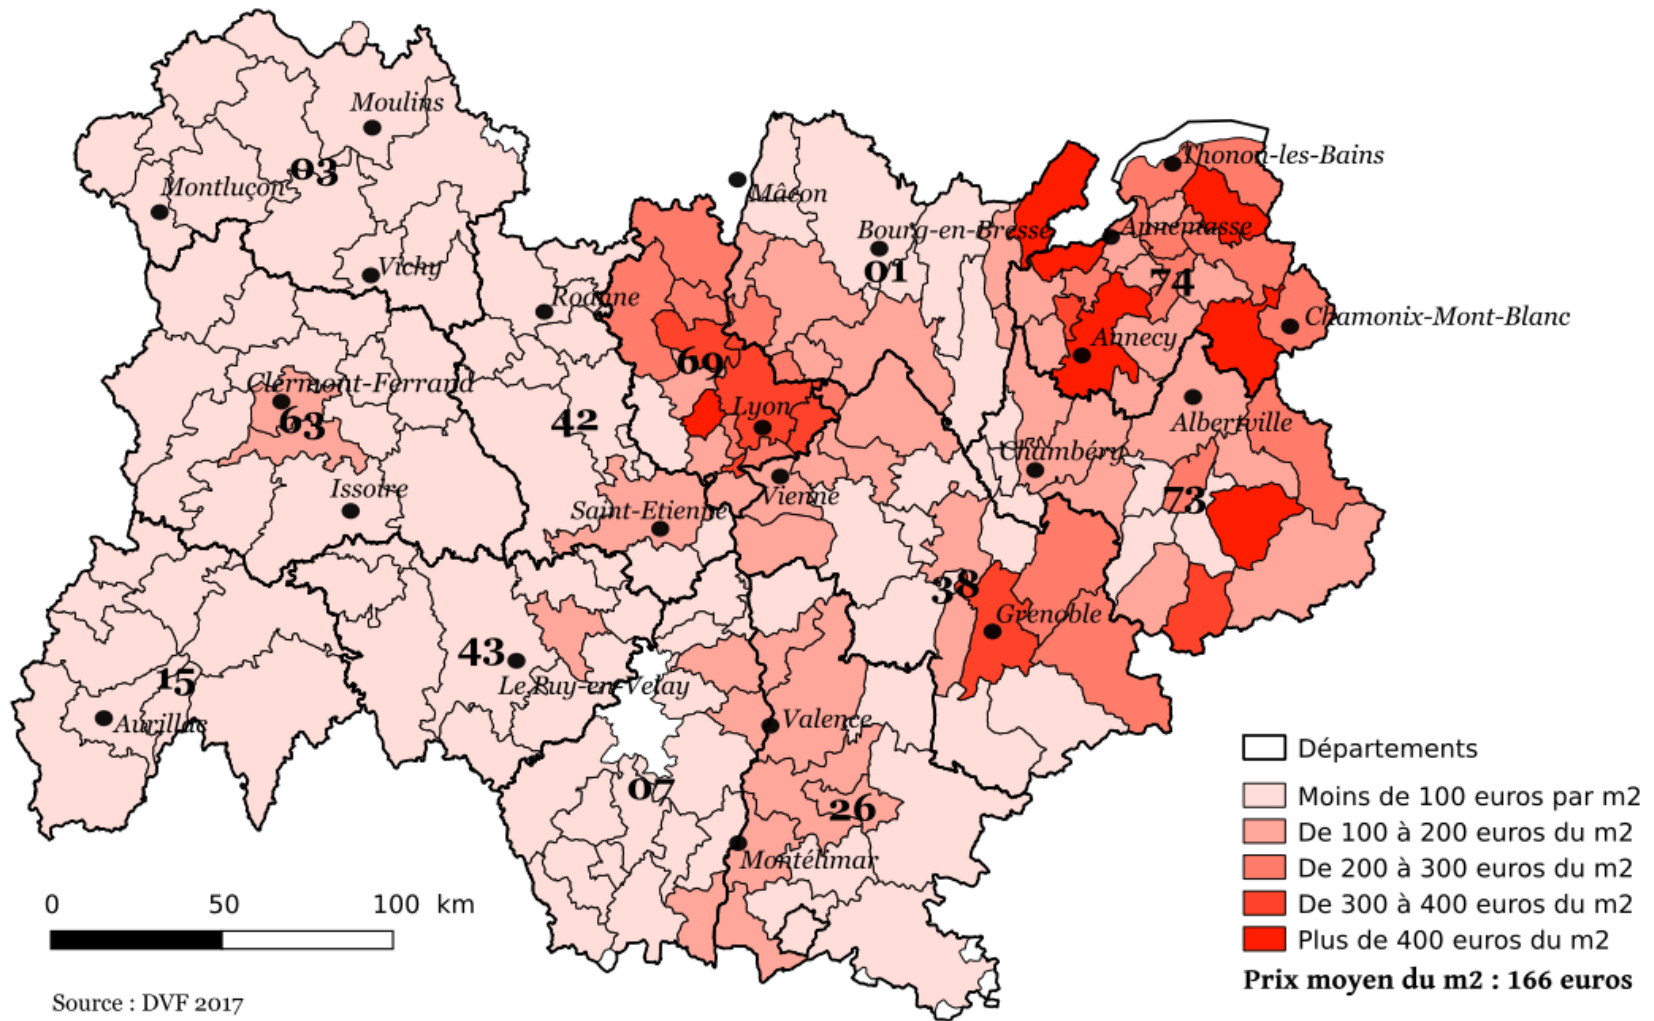 Moulins
03
Montluçon
Vichy
Thonon-les-Bains
Mâcon
Annemasse
Bourg-en-Bresse
01
74
Roanne
Chamonix-Mont-Blanc
Annecy
69
Clermont-Ferrand
63
42
Lyon
Albertville
Chambéry
Issoire
Vienne
73
Saint-Etienne
38
Grenoble
43
15
Le Puy-en-Velay
Aurillac
Valence
07
26
Montélimar
Départements
Moins de 100 euros par m2
De 100 à 200 euros du m2
De 200 à 300 euros du m2
De 300 à 400 euros du m2
Plus de 400 euros du m2
Prix moyen du m2 : 166 euros
0 50 100 km
Source : DVF 2017